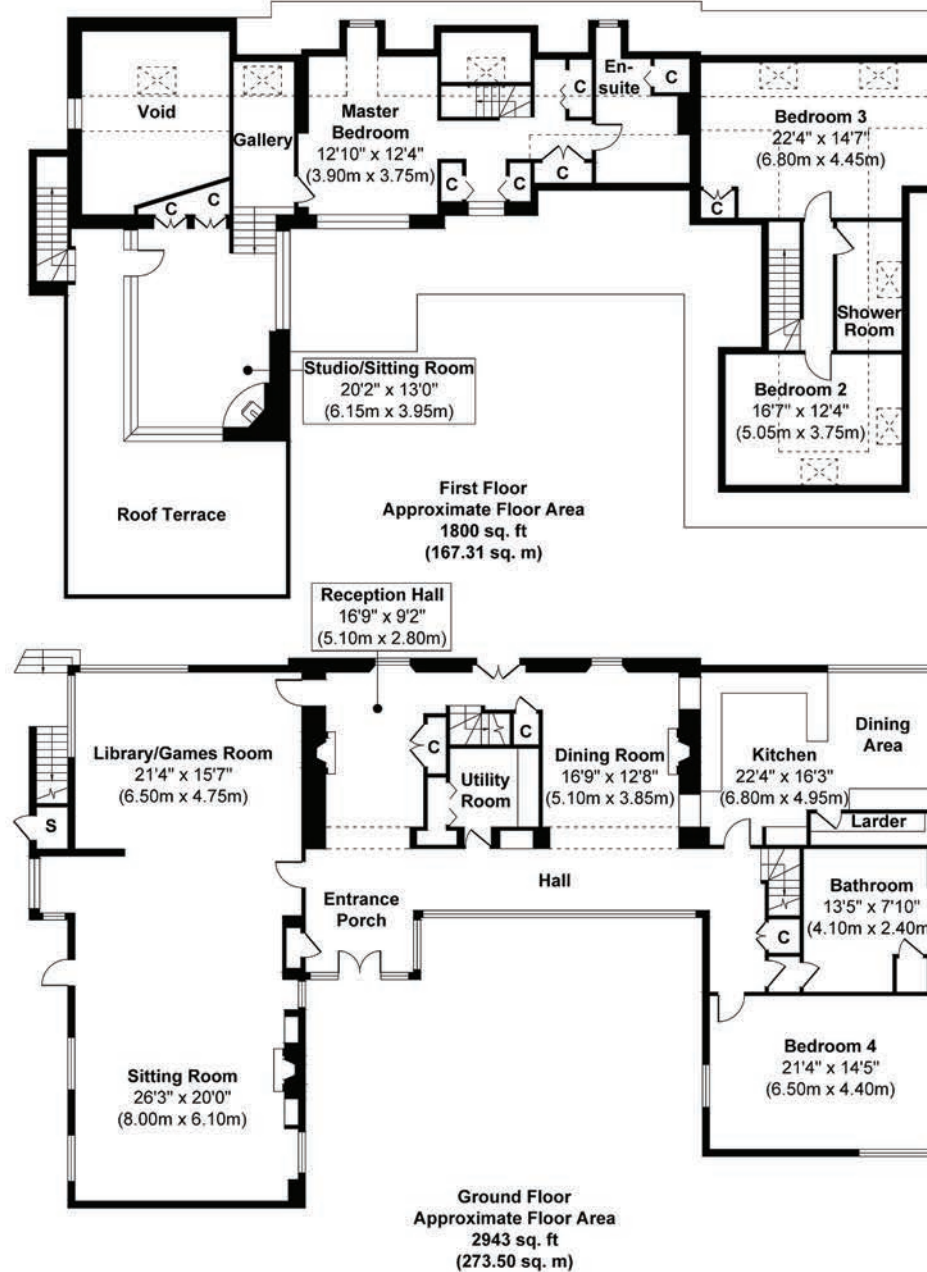 Void
Gallery
Master
Bedroom
12'10" x 12'4"
(3.90m x 3.75m)
C
C
C
C
C
C
En-
suite
C
Bedroom 3
22'4" x 14'7"
(6.80m x 4.45m)
C
Shower
Room
Bedroom 2
16'7" x 12'4"
(5.05m x 3.75m)
Studio/Sitting Room
20'2" x 13'0"
(6.15m x 3.95m)
Roof Terrace
First Floor
Approximate Floor Area
1800 sq. ft
(167.31 sq. m)
Reception Hall
16'9" x 9'2"
(5.10m x 2.80m)
Library/Games Room
21'4" x 15'7"
(6.50m x 4.75m)
S
C
C
Utility
Room
Dining Room
16'9" x 12'8"
(5.10m x 3.85m)
Kitchen
22'4" x 16'3"
(6.80m x 4.95m)
Dining
Area
Larder
Hall
Entrance
Porch
Bathroom
13'5" x 7'10"
(4.10m x 2.40m
C
Sitting Room
26'3" x 20'0"
(8.00m x 6.10m)
Bedroom 4
21'4" x 14'5"
(6.50m x 4.40m)
Ground Floor
Approximate Floor Area
2943 sq. ft
(273.50 sq. m)